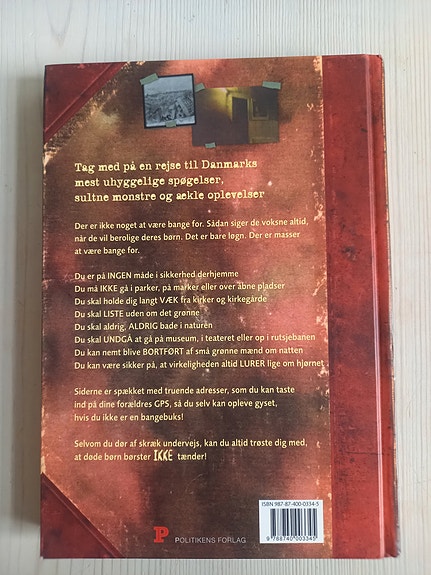 Tag med på en rejse til Danmarks
mest uhyggelige spøgelser,
sultne monstre og ækle oplevelser
Der er ikke noget at være bange for. Sådan siger de voksne altid,
når de vil berolige deres børn. Det er bare løgn. Der er masser
at være bange for.
Du er på INGEN måde i sikkerhed derhjemme
Du må IKKE gå i parker, på marker eller over åbne pladser
Du skal holde dig langt VÆK fra kirker og kirkegårde
Du skal LISTE uden om det grønne
Du skal aldrig, ALDRIG bade i naturen
Du skal UNDGÅ at gå på museum, i teateret eller op i rutsjebanen
Du kan nemt blive BORTFØRT af små grønne mænd om natten
Du kan være sikker på, at virkeligheden altid LURER lige om hjørnet
Siderne er spækket med truende adresser, som du kan taste
ind på dine forældres GPS, så du selv kan opleve gyset,
hvis du ikke er en bangebuks!
Selvom du dør af skræk undervejs, kan du altid trøste dig med,
at døde børn børster IKKE tænder!
ISBN 987-87-400-0334-5
9 788740 003345
P POLITIKENS FORLAG